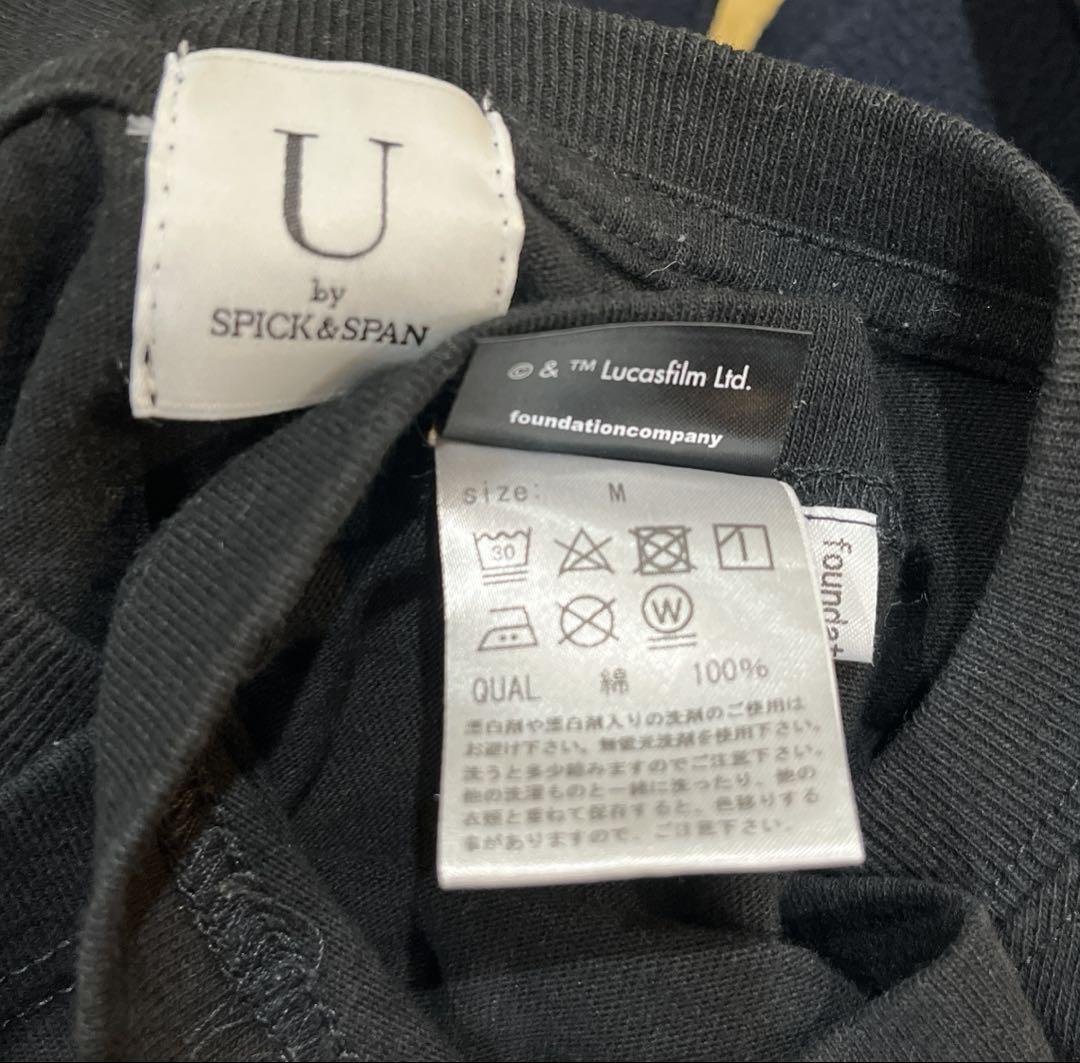 U
by
SPICK&SPAN
© & ™ Lucasfilm Ltd.
foundationcompany
size: M
30
W
QUAL 綿 100%
漂白剤や漂白剤入りの洗剤のご使用は
お避け下さい。無蛍光洗剤を使用下さい。
洗うと多少縮みますのでご注意下さい。
他の洗濯ものと一緒に洗ったり、他の
衣類と重ねて保存すると、色移りする
事がありますので、ご注意下さい。
foundat